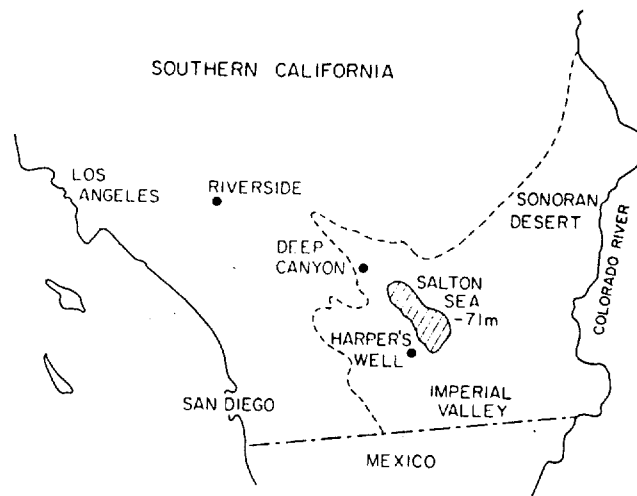 SOUTHERN CALIFORNIA
LOS
ANGELES
RIVERSIDE
SONORAN
DESERT
COLORADO RIVER
DEEP
CANYON
SALTON
SEA
-71m
HARPER'S
WELL
SAN DIEGO
IMPERIAL
VALLEY
MEXICO